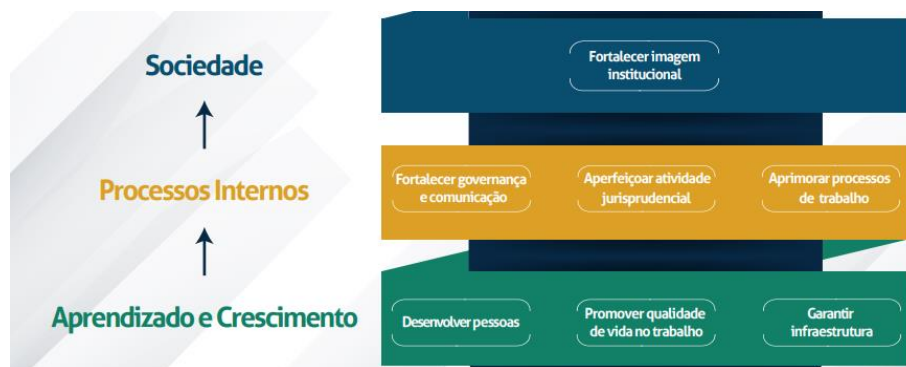 Sociedade
Fortalecer imagem
institucional
Processos Internos
Fortalecer governança
e comunicação
Aperfeiçoar atividade
jurisprudencial
Aprimorar processos
de trabalho
Aprendizado e Crescimento
Desenvolver pessoas
Promover qualidade
de vida no trabalho
Garantir
infraestrutura